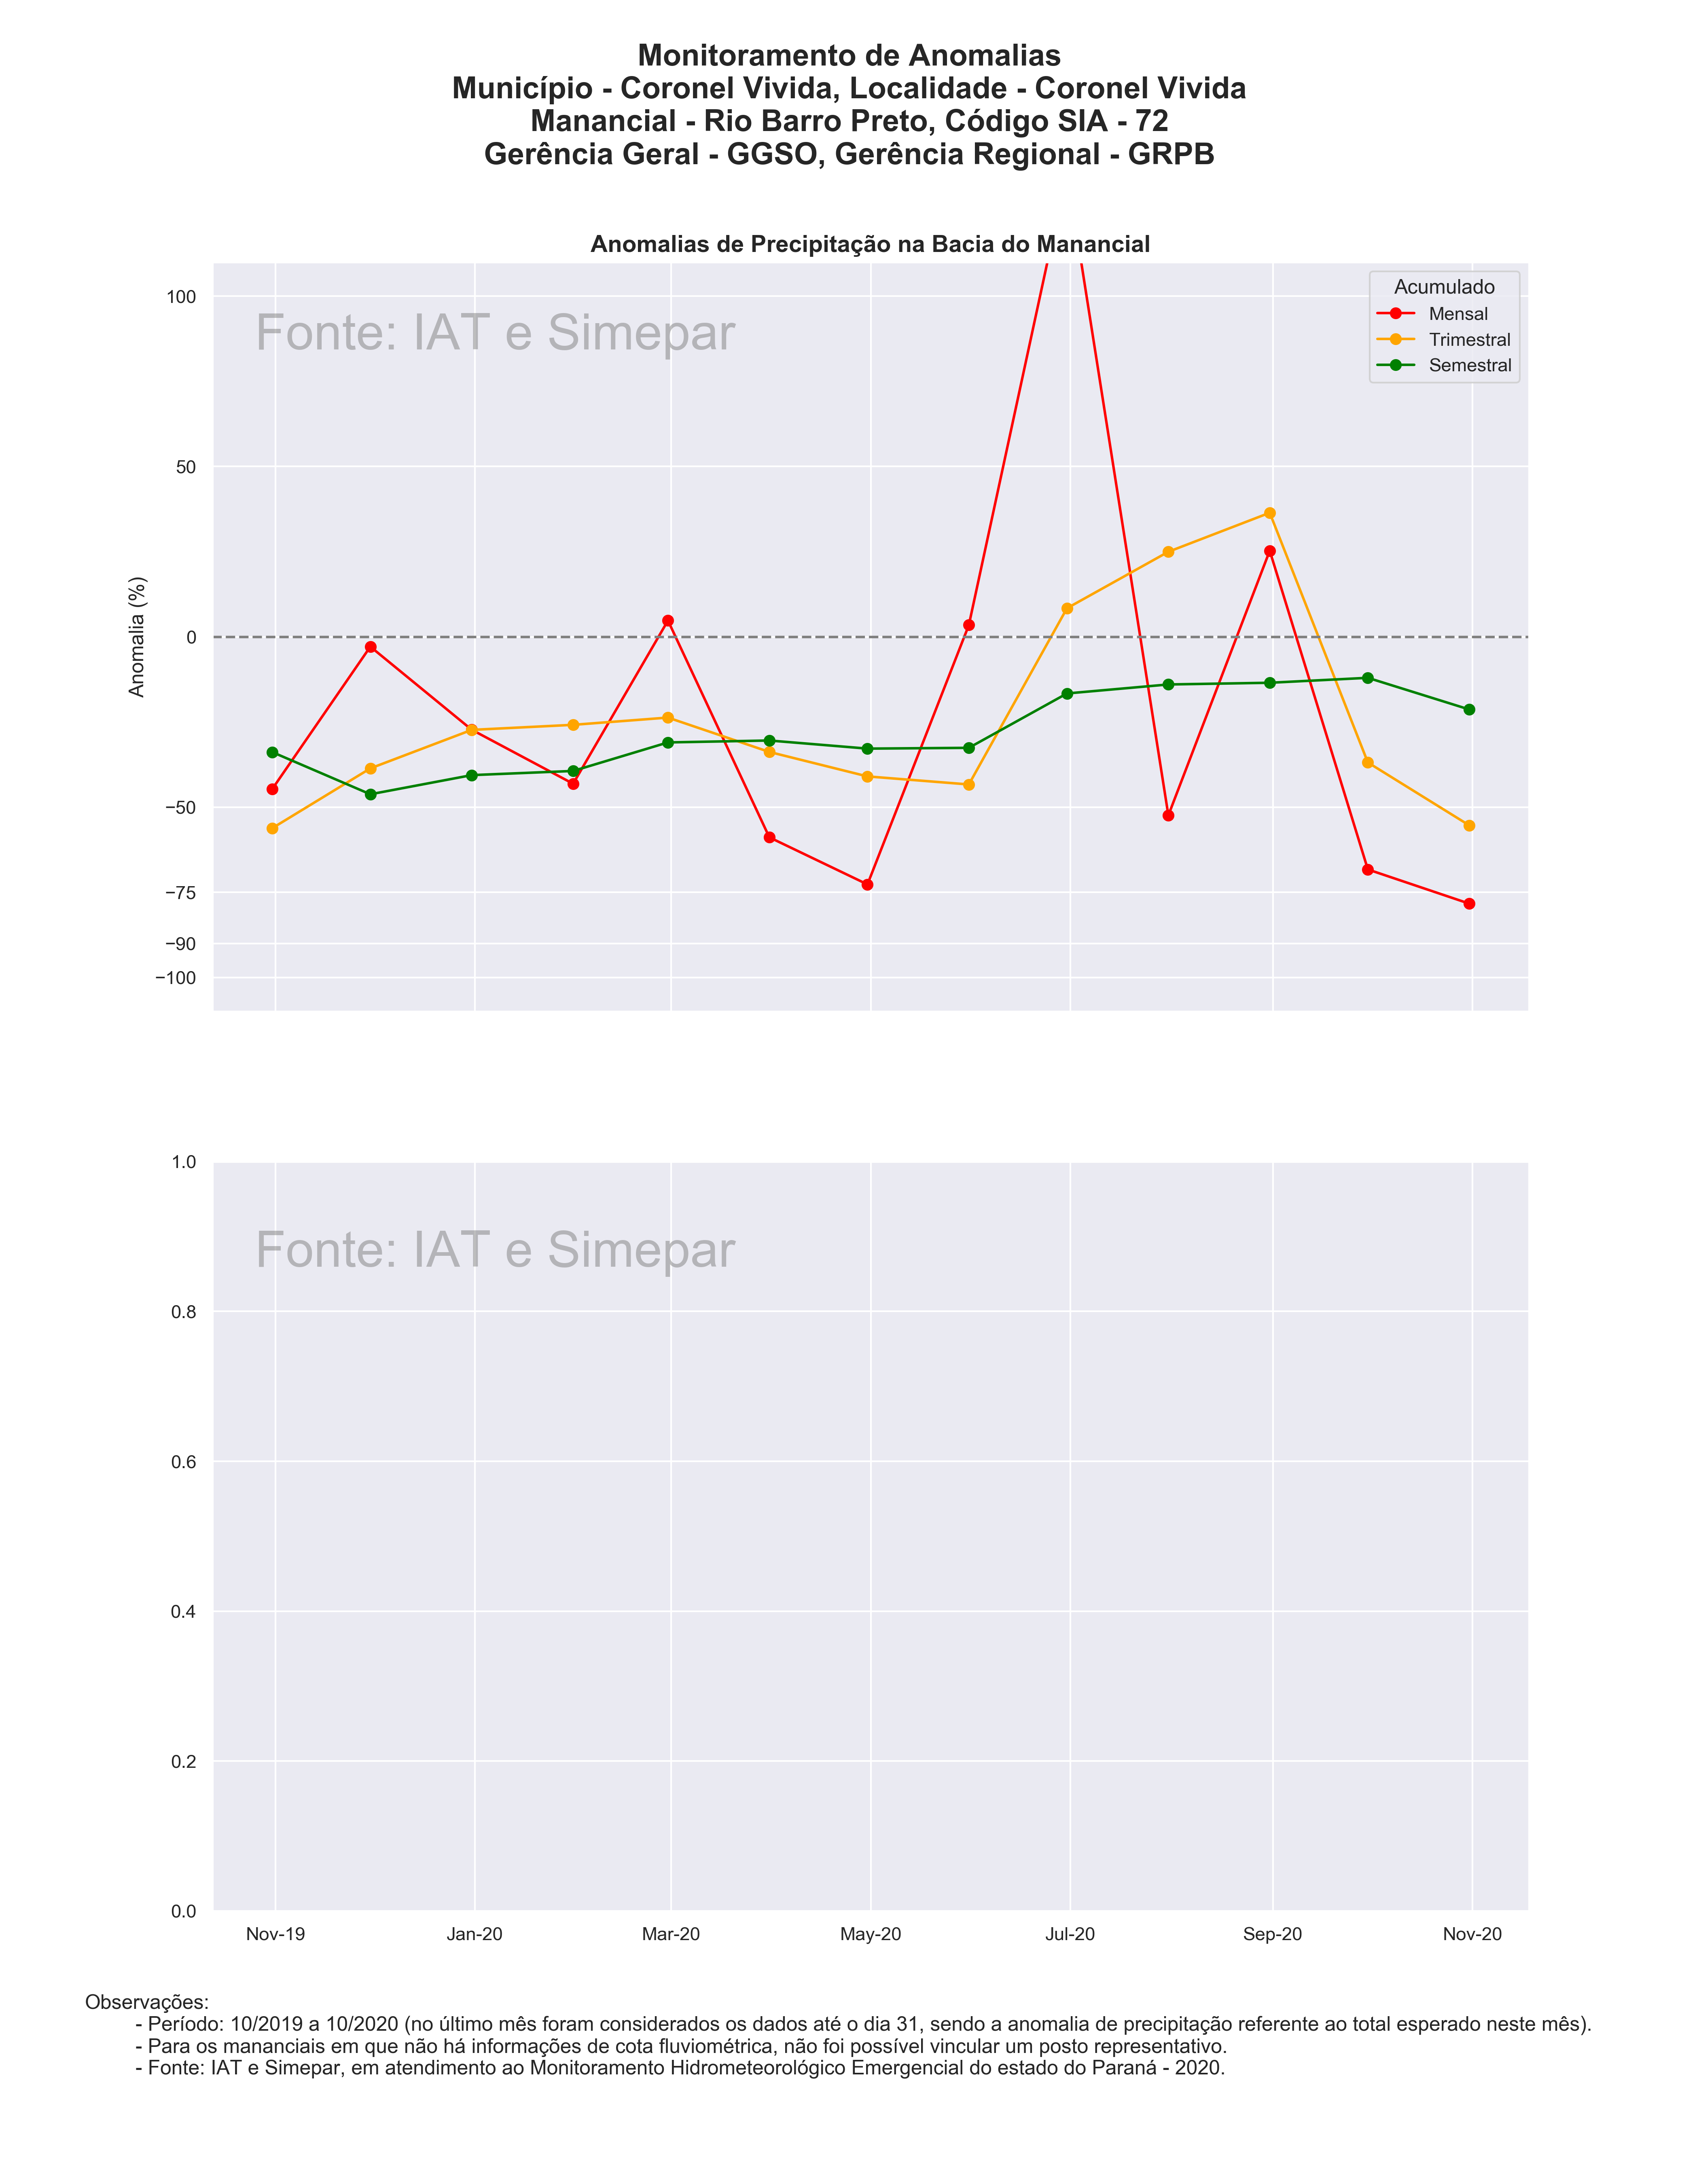 Monitoramento de Anomalias
Município - Coronel Vivida, Localidade - Coronel Vivida
Manancial - Rio Barro Preto, Código SIA - 72
Gerência Geral - GGSO, Gerência Regional - GRPB
Anomalias de Precipitação na Bacia do Manancial
Fonte: IAT e Simepar
Acumulado
Mensal
Trimestral
Semestral
Anomalia (%)
100
50
0
−50
−75
−90
−100
Fonte: IAT e Simepar
1.0
0.8
0.6
0.4
0.2
0.0
Nov-19 Jan-20 Mar-20 May-20 Jul-20 Sep-20 Nov-20
Observações:
- Período: 10/2019 a 10/2020 (no último mês foram considerados os dados até o dia 31, sendo a anomalia de precipitação referente ao total esperado neste mês).
- Para os mananciais em que não há informações de cota fluviométrica, não foi possível vincular um posto representativo.
- Fonte: IAT e Simepar, em atendimento ao Monitoramento Hidrometeorológico Emergencial do estado do Paraná - 2020.